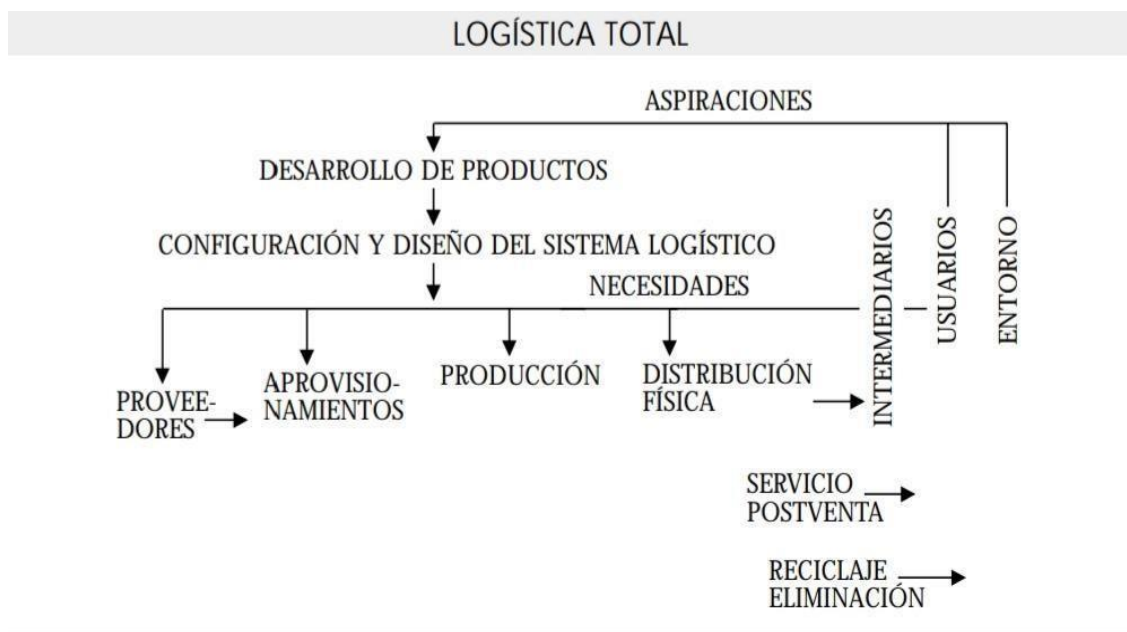 LOGÍSTICA TOTAL
ASPIRACIONES
DESARROLLO DE PRODUCTOS
CONFIGURACIÓN Y DISEÑO DEL SISTEMA LOGÍSTICO
NECESIDADES
INTERMEDIARIOS
USUARIOS
ENTORNO
PROVEE-
DORES
APROVISIO-
NAMIENTOS
PRODUCCIÓN
DISTRIBUCIÓN
FÍSICA
SERVICIO
POSTVENTA
RECICLAJE
ELIMINACIÓN